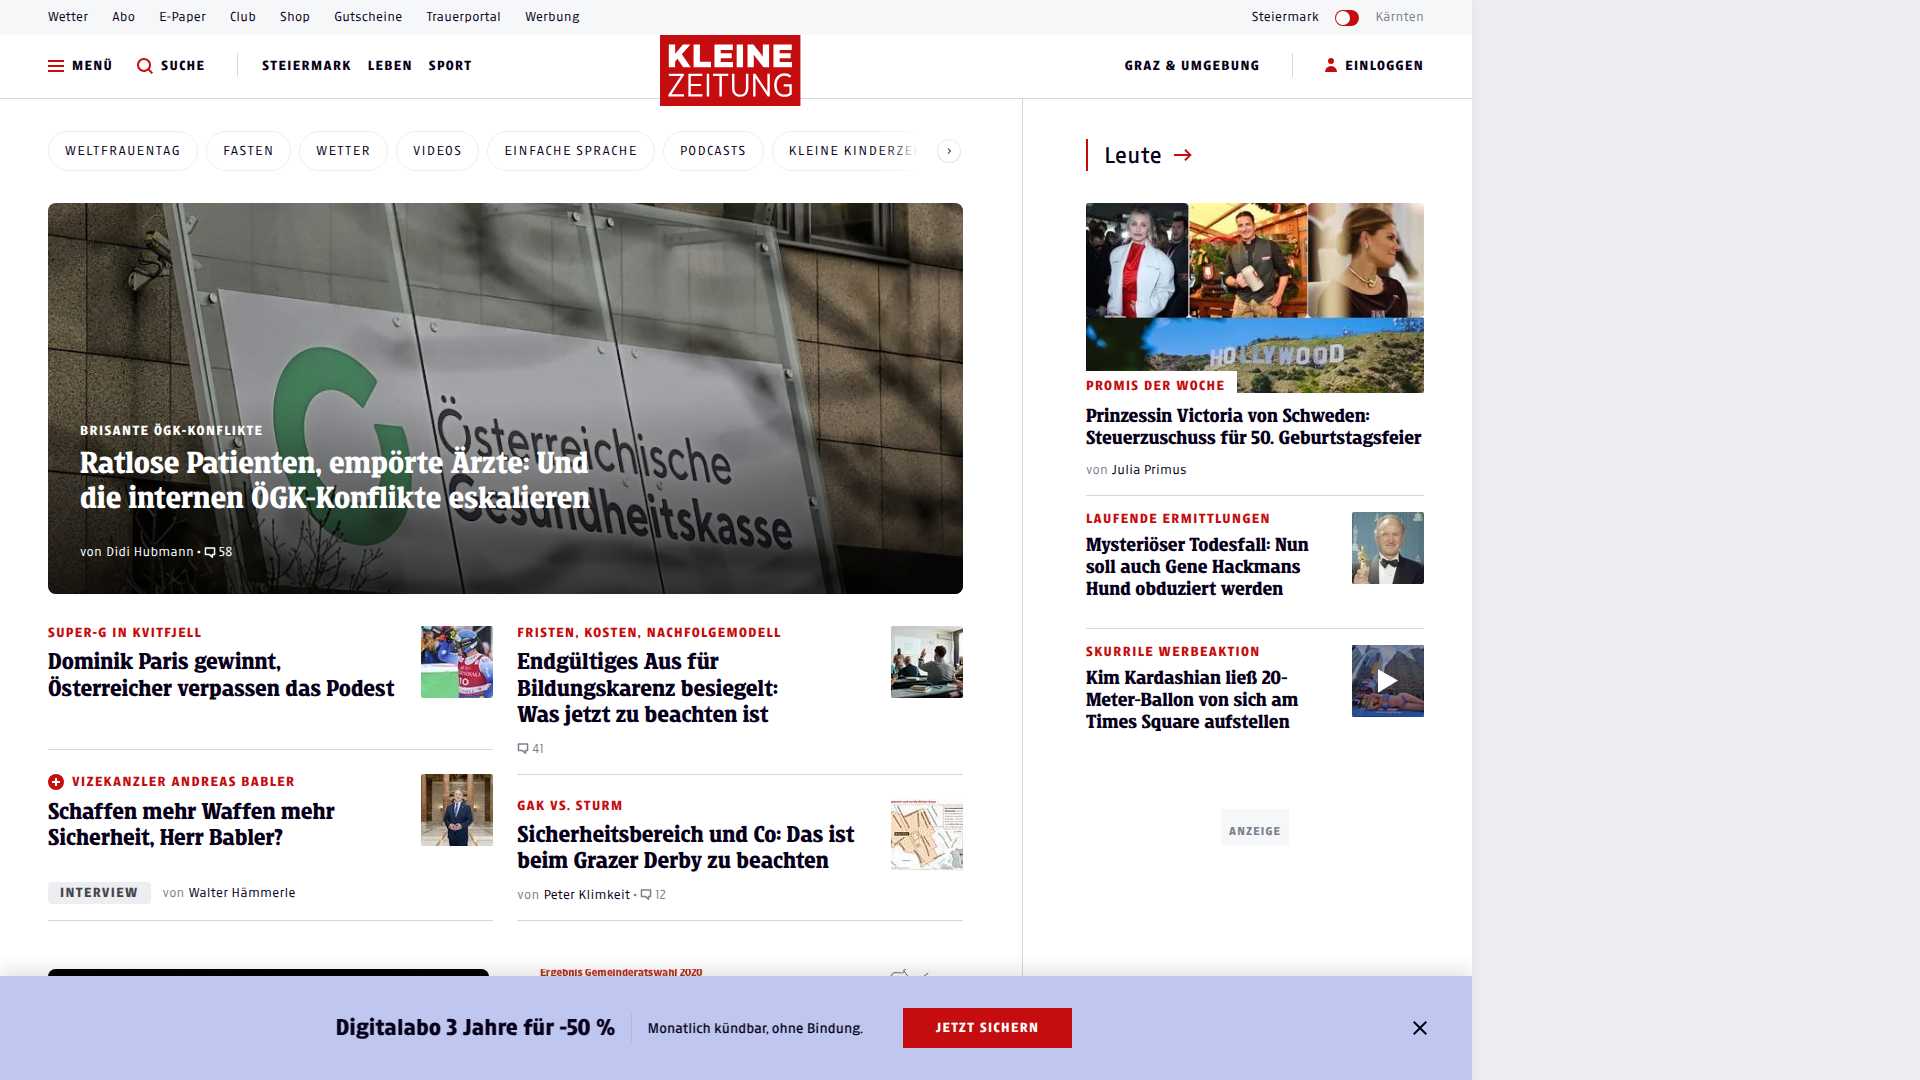 Wetter Abo E-Paper Club Shop Gutscheine Trauerportal Werbung
Steiermark Kärnten
MENÜ SUCHE STEIERMARK LEBEN SPORT
KLEINE
ZEITUNG
GRAZ & UMGEBUNG EINLOGGEN
WELTFRAUENTAG FASTEN WETTER VIDEOS EINFACHE SPRACHE PODCASTS KLEINE
Österreichische
Gesundheitskasse
BRISANTE ÖGK-KONFLIKTE
Ratlose Patienten, empörte Ärzte: Und
die internen ÖGK-Konflikte eskalieren
von Didi Hubmann • 58
SUPER-G IN KVITFJELL
Dominik Paris gewinnt,
Österreicher verpassen das Podest
VIZEKANZLER ANDREAS BABLER
Schaffen mehr Waffen mehr
Sicherheit, Herr Babler?
INTERVIEW von Walter Hämmerle
FRISTEN, KOSTEN, NACHFOLGEMODELL
Endgültiges Aus für
Bildungskarenz besiegelt:
Was jetzt zu beachten ist
41
GAK VS. STURM
Sicherheitsbereich und Co: Das ist
beim Grazer Derby zu beachten
von Peter Klimkeit • 12
Ergebnis Gemeinderatswahl 2020
Leute
HOLLYWOOD
PROMIS DER WOCHE
Prinzessin Victoria von Schweden:
Steuerzuschuss für 50. Geburtstagsfeier
von Julia Primus
LAUFENDE ERMITTLUNGEN
Mysteriöser Todesfall: Nun
soll auch Gene Hackmans
Hund obduziert werden
SKURRILE WERBEAKTION
Kim Kardashian ließ 20-
Meter-Ballon von sich am
Times Square aufstellen
ANZEIGE
Digitalabo 3 Jahre für -50 %
Monatlich kündbar, ohne Bindung.
JETZT SICHERN